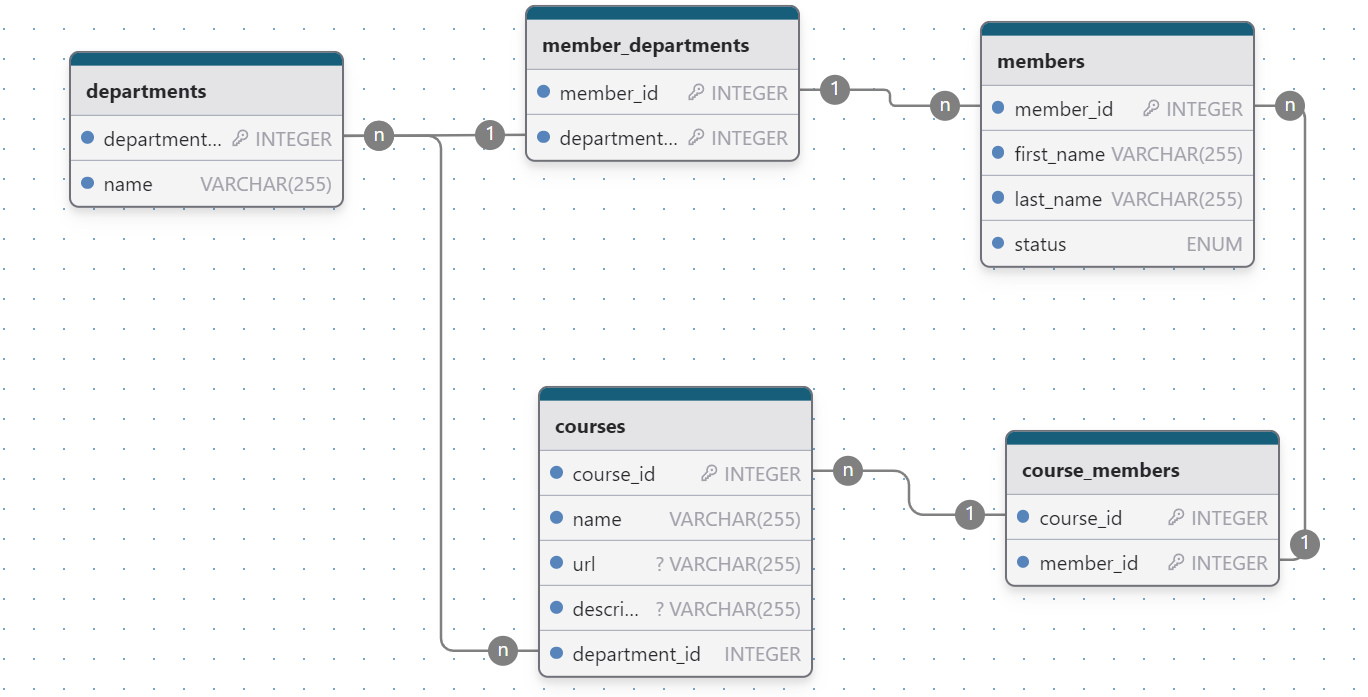 departments
department... INTEGER
name VARCHAR(255)
n
1
member_departments
member_id INTEGER
department... INTEGER
1
n
members
member_id INTEGER
first_name VARCHAR(255)
last_name VARCHAR(255)
status ENUM
n
courses
course_id INTEGER
name VARCHAR(255)
url ? VARCHAR(255)
descri... ? VARCHAR(255)
department_id INTEGER
n
n
1
course_members
course_id INTEGER
member_id INTEGER
1